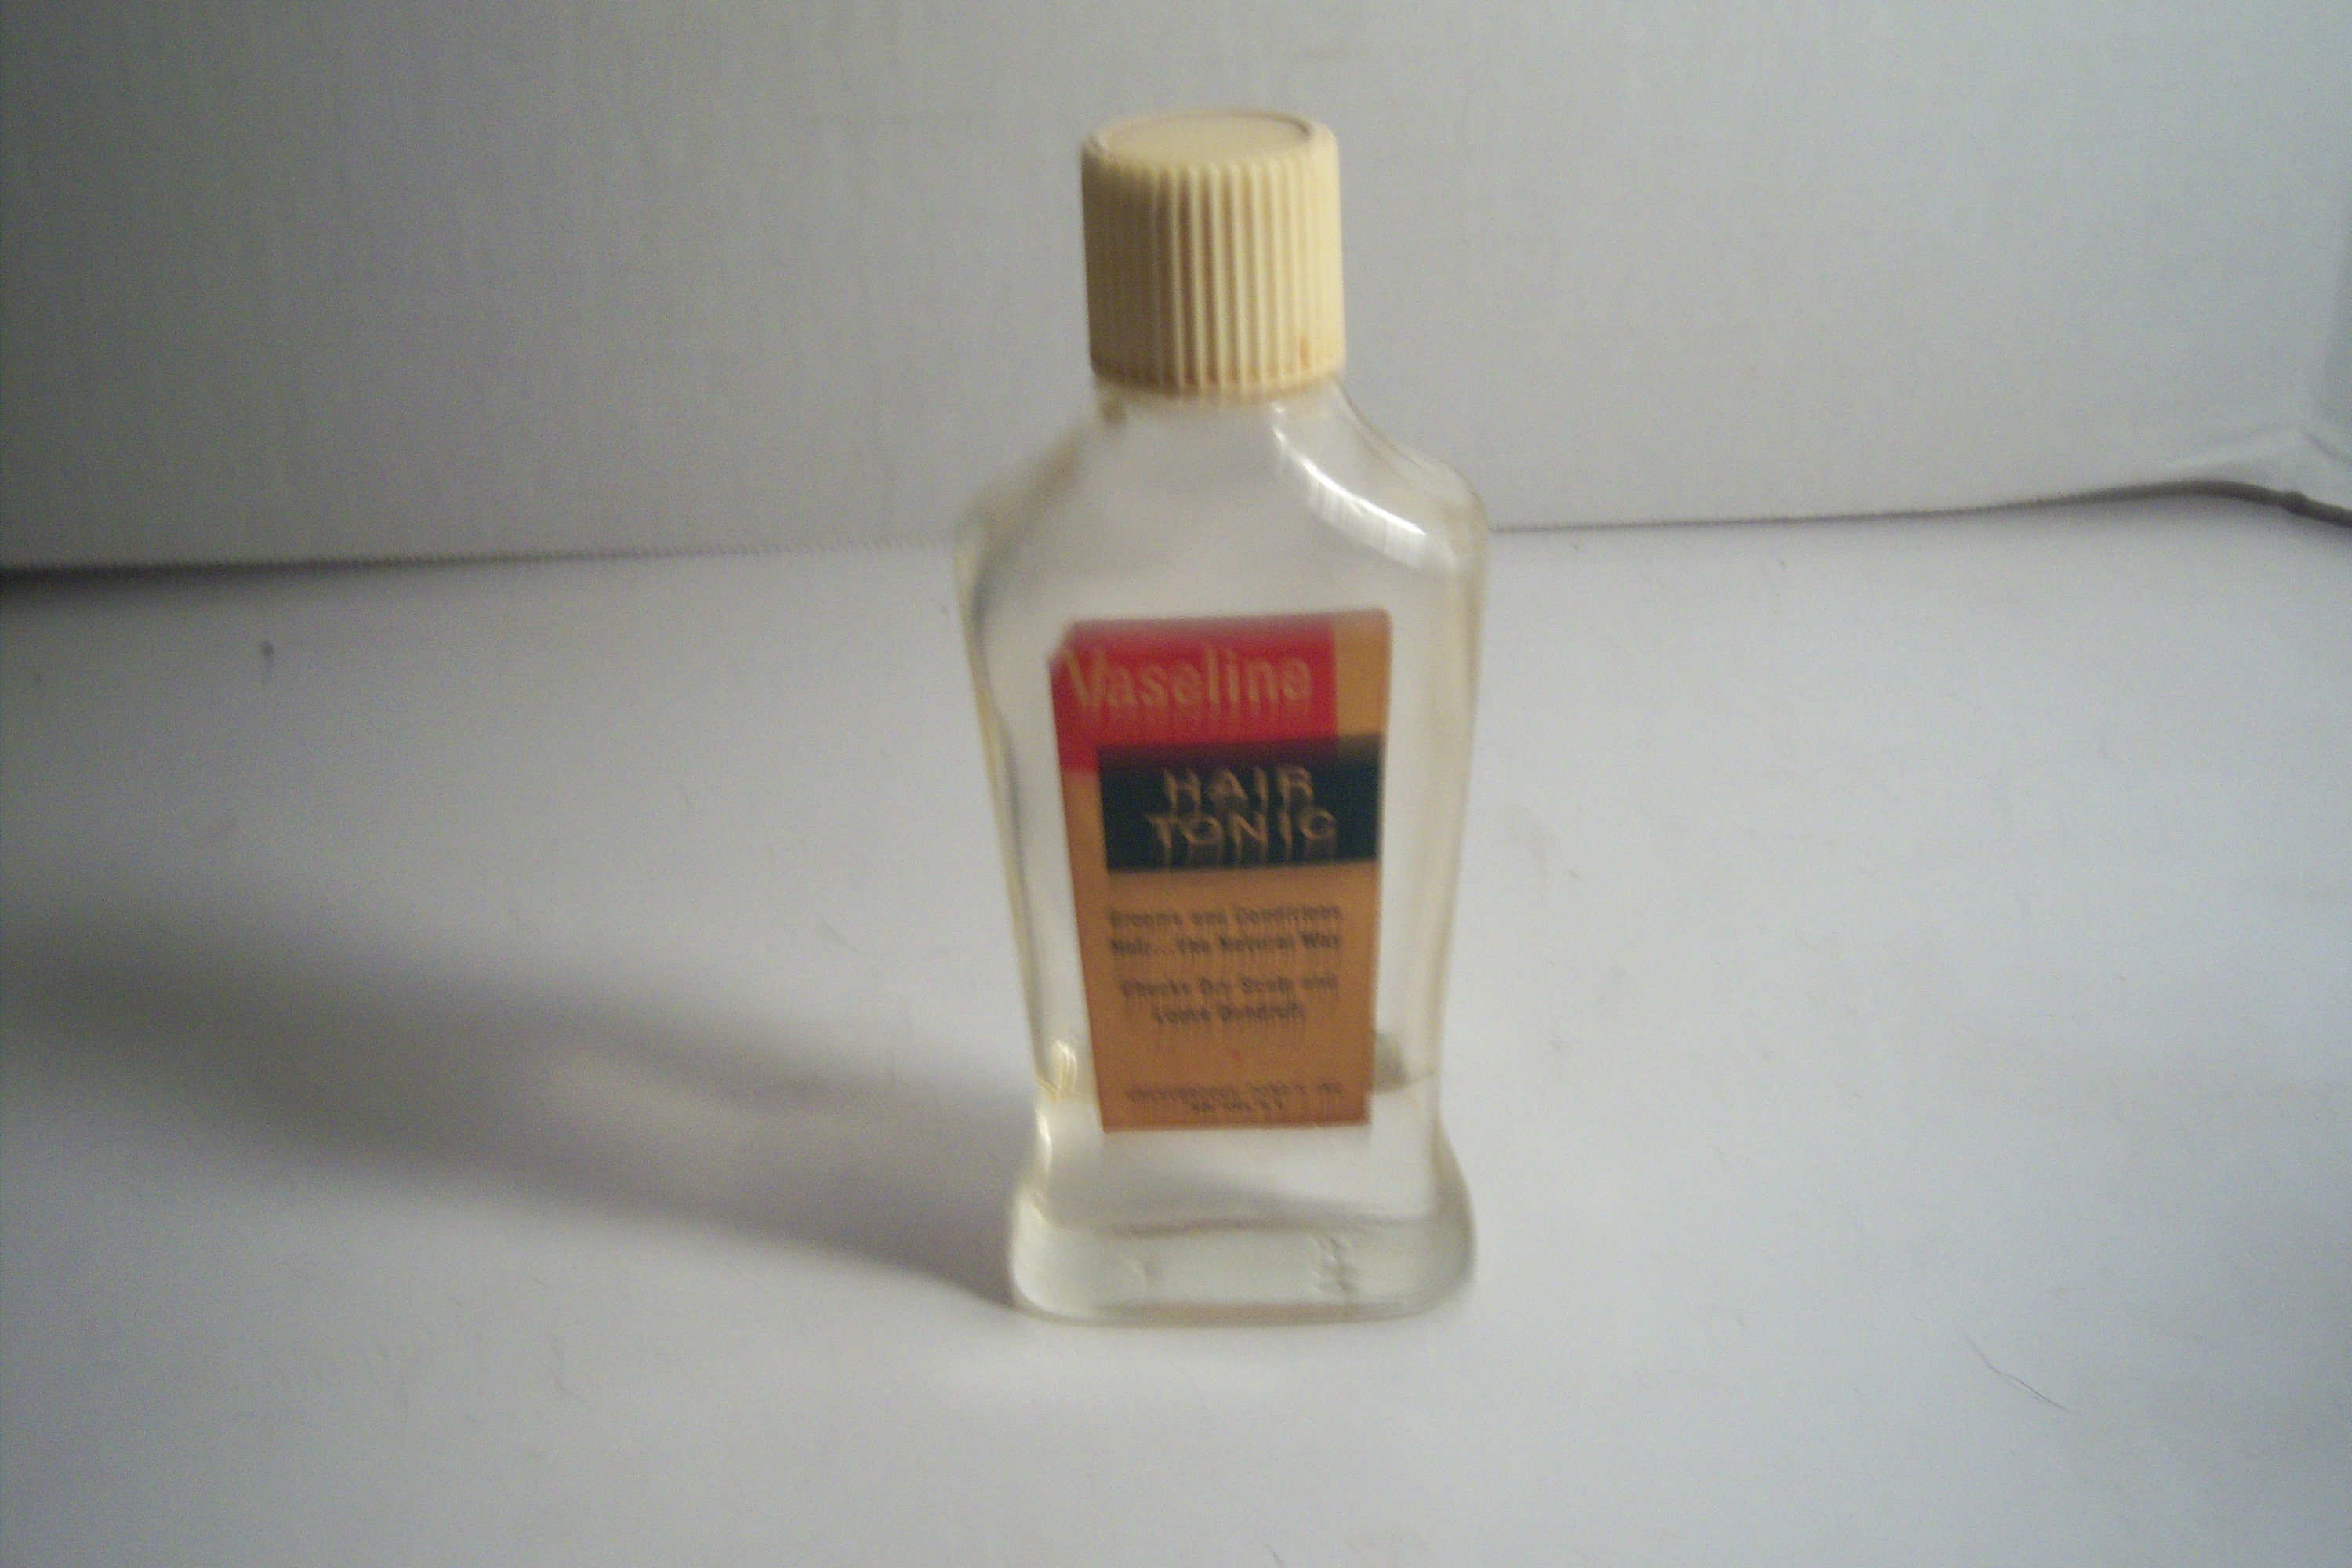 Vaseline
HAIR
TONIC
Grooms and Conditions
Hair...the Natural Way
Checks Dry Scalp and
Loose Dandruff